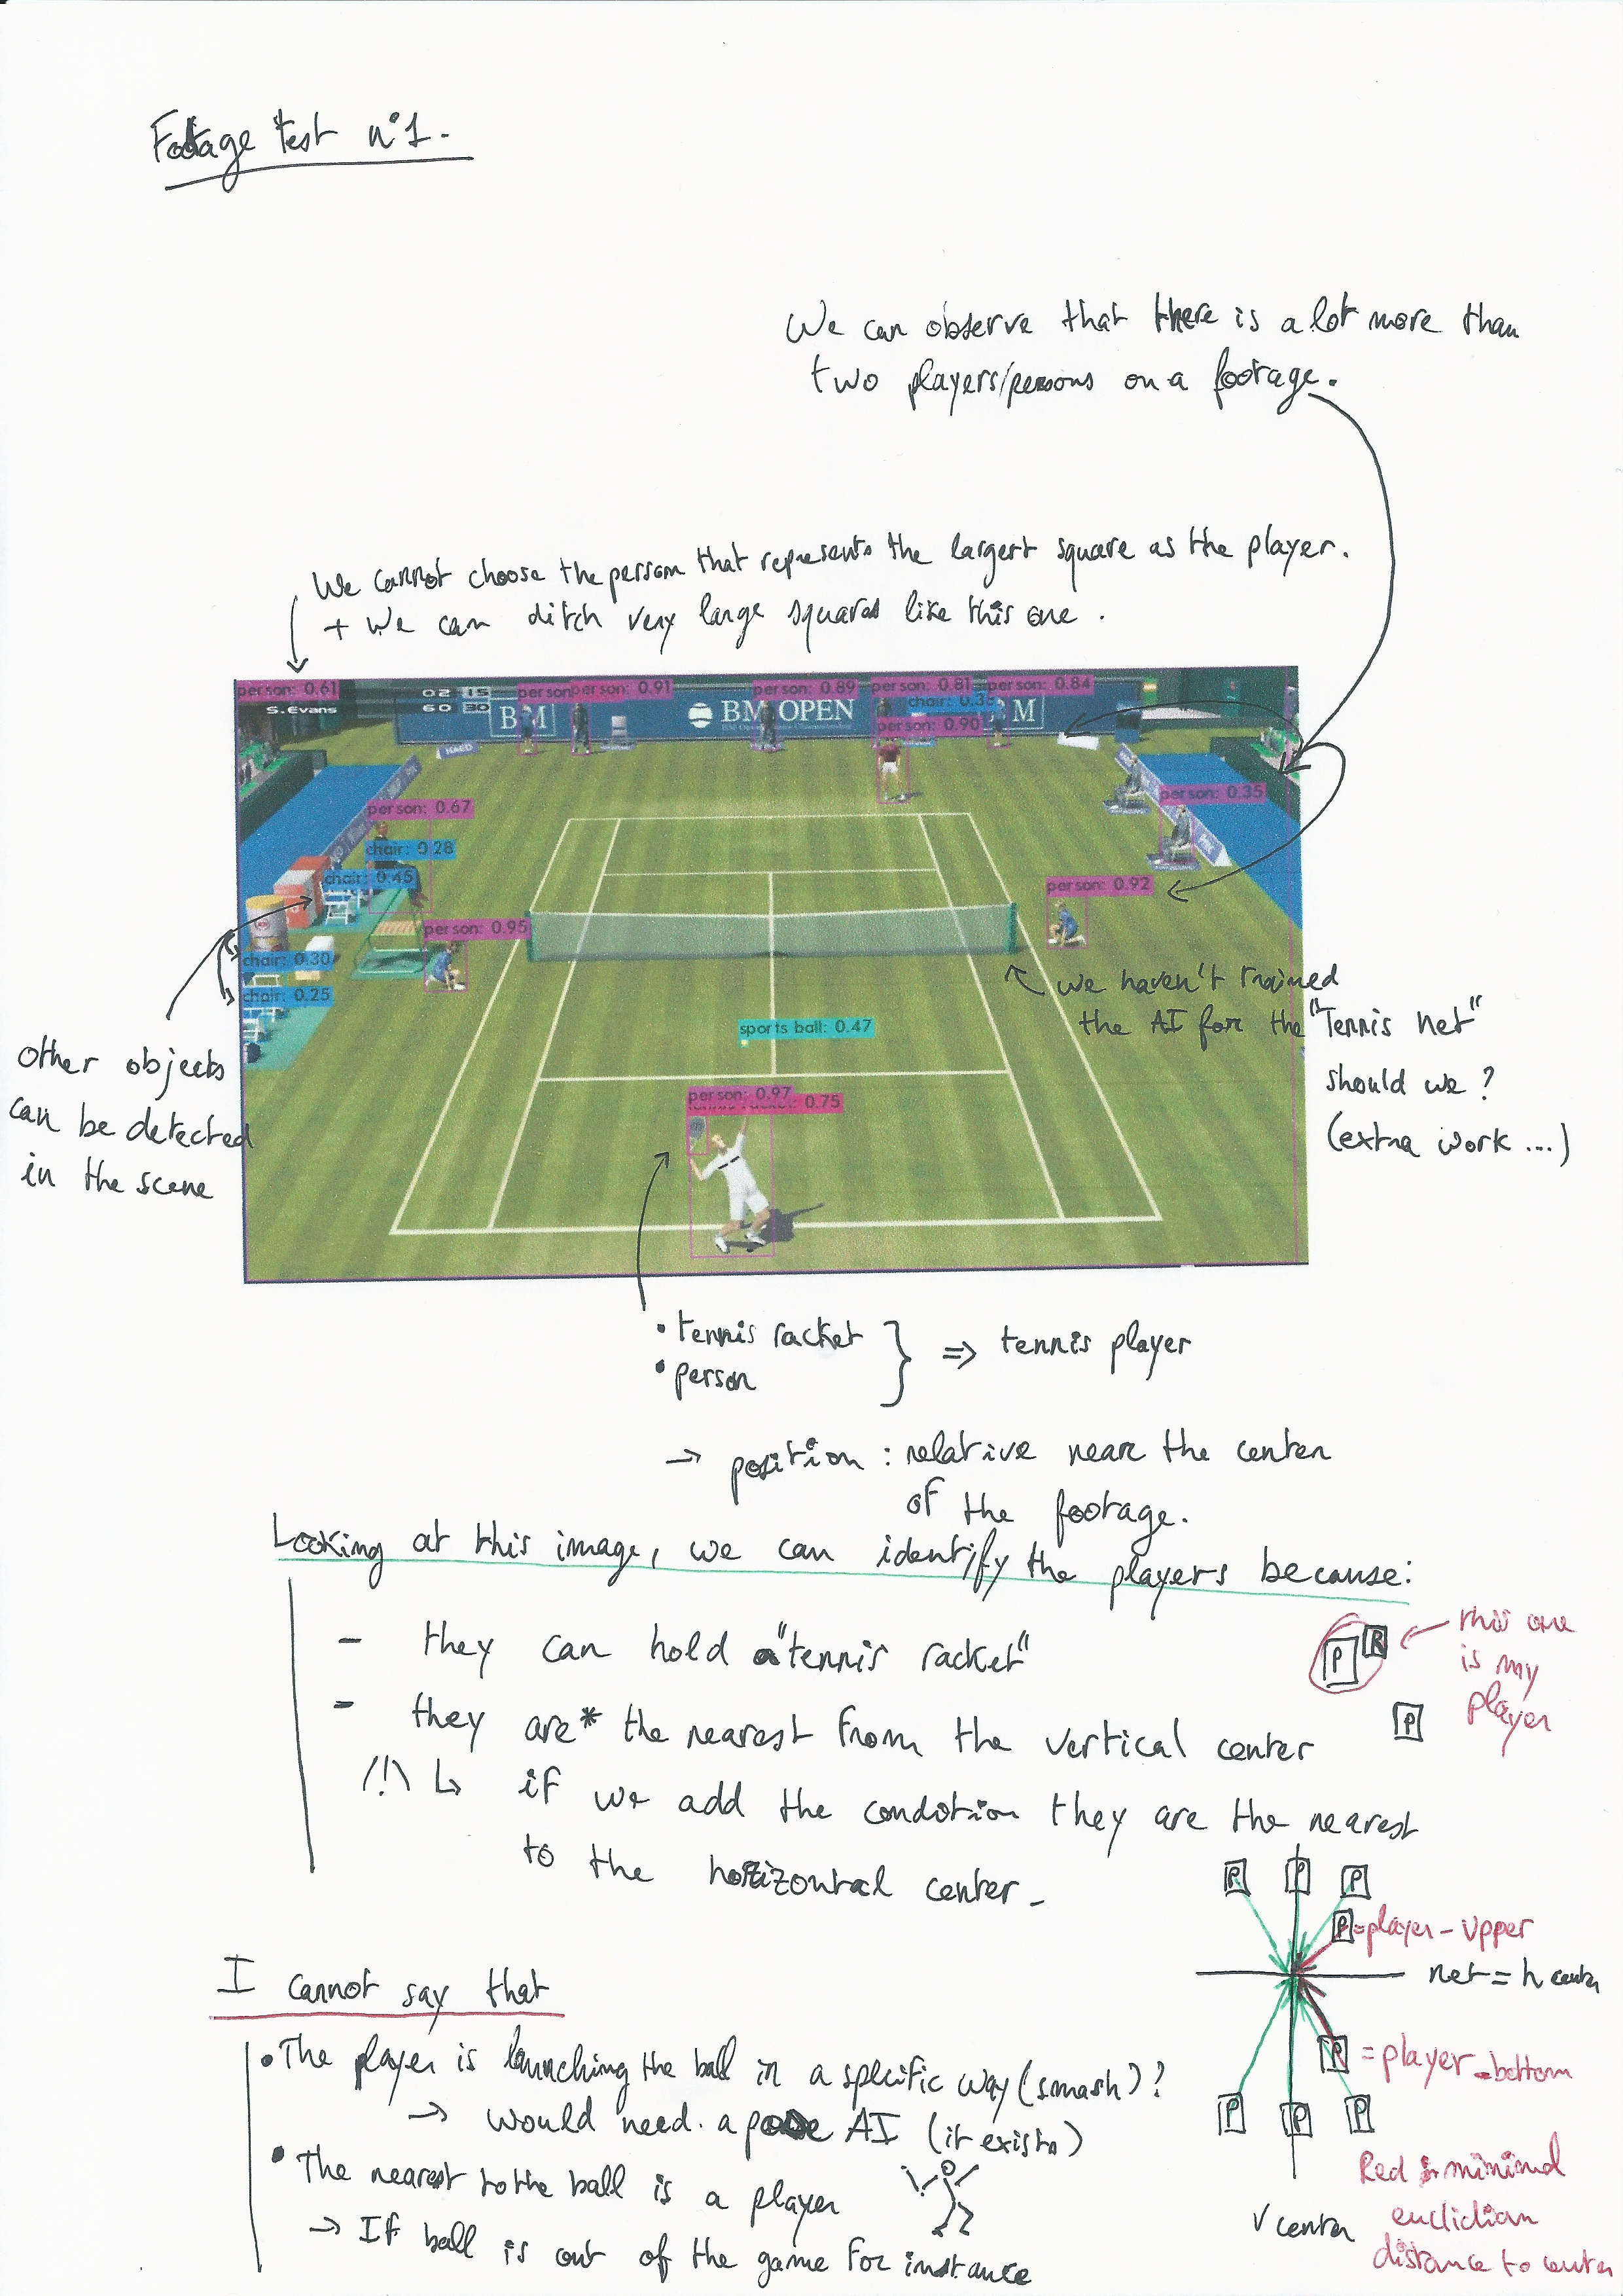 Footage test n°1.
We can observe that there is a lot more than
two players/persons on a footage.
We cannot choose the person that represents the largest square as the player.
+ We can ditch very large squares like this one.
person: 0.61
S.Evans
02 15
60 30
person
person: 0.91
person: 0.89
person: 0.81
person: 0.84
BM
BM OPEN
M
person: 0.90
HARD
person: 0.67
person: 0.35
chair: 0.28
chair: 0.45
person: 0.92
person: 0.95
chair: 0.30
chair: 0.25
sports ball: 0.47
person: 0.97
0.75
we haven't trained
the AI for the "Tennis net"
should we?
(extra work ...)
Other objects
can be detected
in the scene
• tennis racket
• person
=> tennis player
-> position : relative near the center
of the footage.
Looking at this image, we can identify the players because:
- they can hold a "tennis racket"
- they are* the nearest from the vertical center
/!\ ↳ if we add the condition they are the nearest
to the horizontal center -
P R
this one
is my
player
P
P P P
P =player-upper
net = h center
P = player_bottom
P P P
V center
Red = minimal
euclidian
distance to center
I cannot say that
• The player is launching the ball in a specific way (smash)?
-> would need a pose AI (it exists)
• The nearest to the ball is a player
-> If ball is out of the game for instance